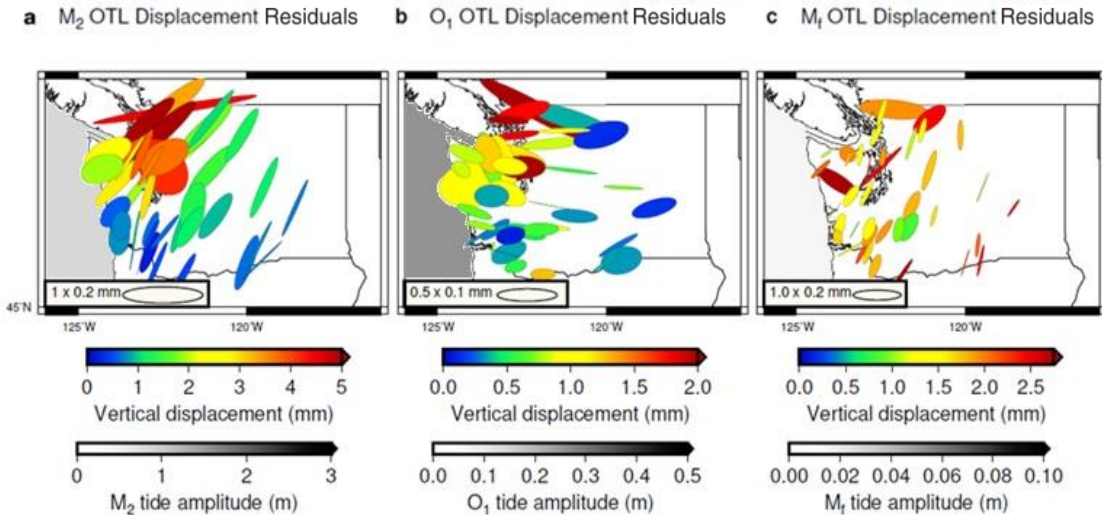 a M₂ OTL Displacement Residuals
b O₁ OTL Displacement Residuals
c Mf OTL Displacement Residuals
1 x 0.2 mm
0.5 x 0.1 mm
1.0 x 0.2 mm
45°N
125°W 120°W
125°W 120°W
125°W 120°W
0 1 2 3 4 5
Vertical displacement (mm)
0.0 0.5 1.0 1.5 2.0
Vertical displacement (mm)
0.0 0.5 1.0 1.5 2.0 2.5
Vertical displacement (mm)
0 1 2 3
M₂ tide amplitude (m)
0.0 0.1 0.2 0.3 0.4 0.5
O₁ tide amplitude (m)
0.00 0.02 0.04 0.06 0.08 0.10
Mf tide amplitude (m)